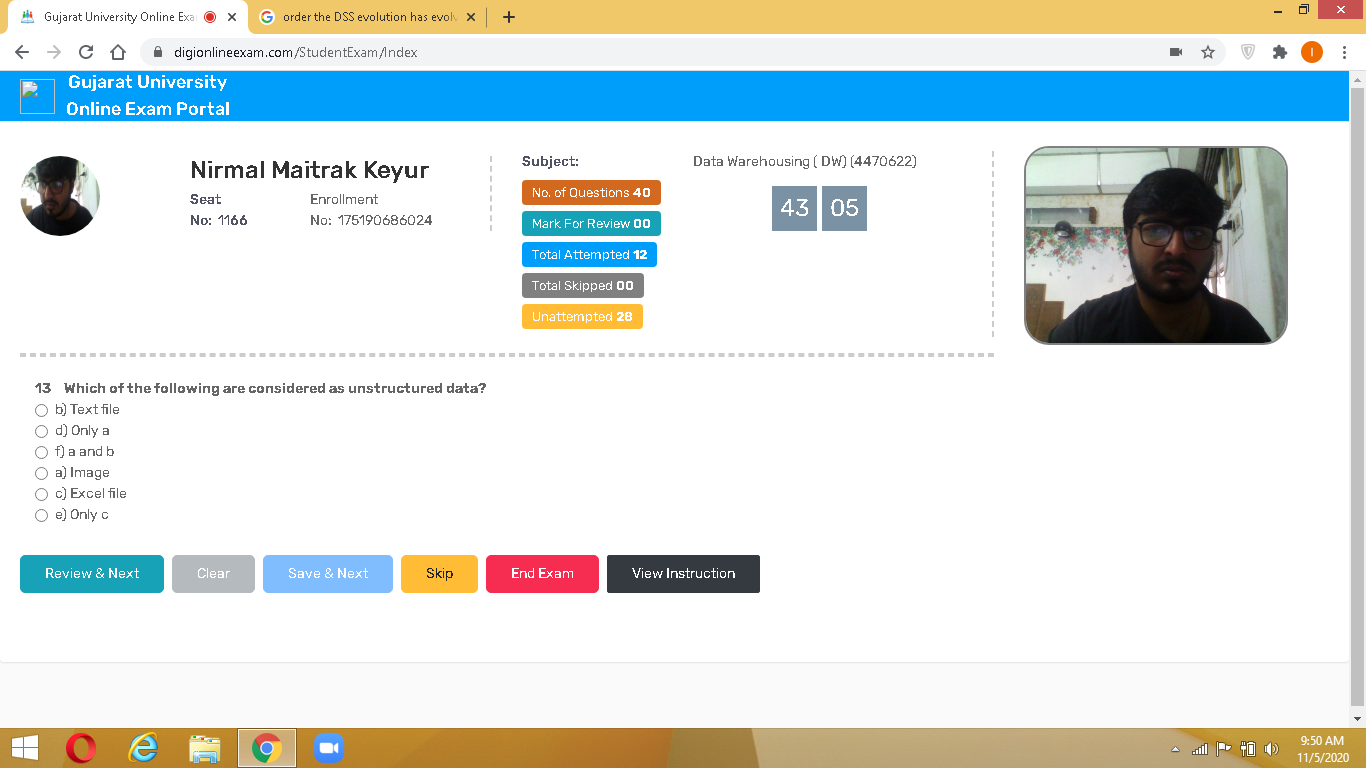 Gujarat University Online Exa
order the DSS evolution has evol
digionlineexam.com/StudentExam/Index
Gujarat University
Online Exam Portal
Nirmal Maitrak Keyur
Seat
No: 1166
Enrollment
No: 175190686024
Subject:
Data Warehousing ( DW) (4470622)
No. of Questions 40
Mark For Review 00
Total Attempted 12
Total Skipped 00
Unattempted 28
43 05
13 Which of the following are considered as unstructured data?
b) Text file
d) Only a
f) a and b
a) Image
c) Excel file
e) Only c
Review & Next
Clear
Save & Next
Skip
End Exam
View Instruction
9:50 AM
11/5/2020